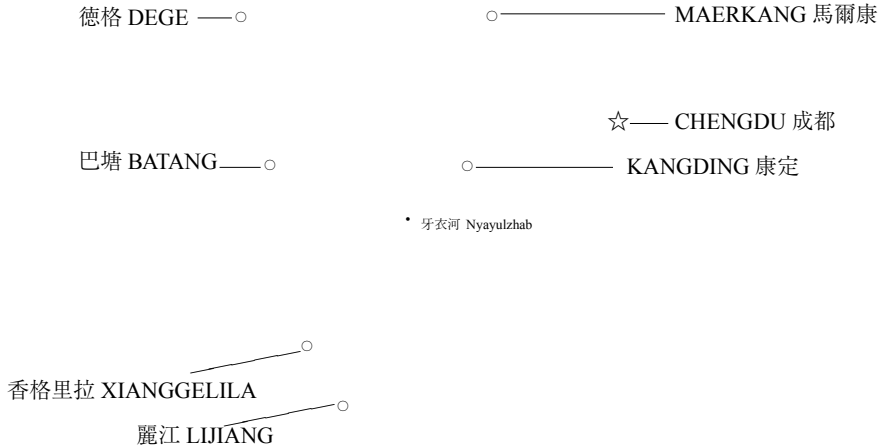 徳格 DEGE
MAERKANG 馬爾康
CHENGDU 成都
巴塘 BATANG
KANGDING 康定
牙衣河 Nyayulzhab
香格里拉 XIANGGELILA
麗江 LIJIANG